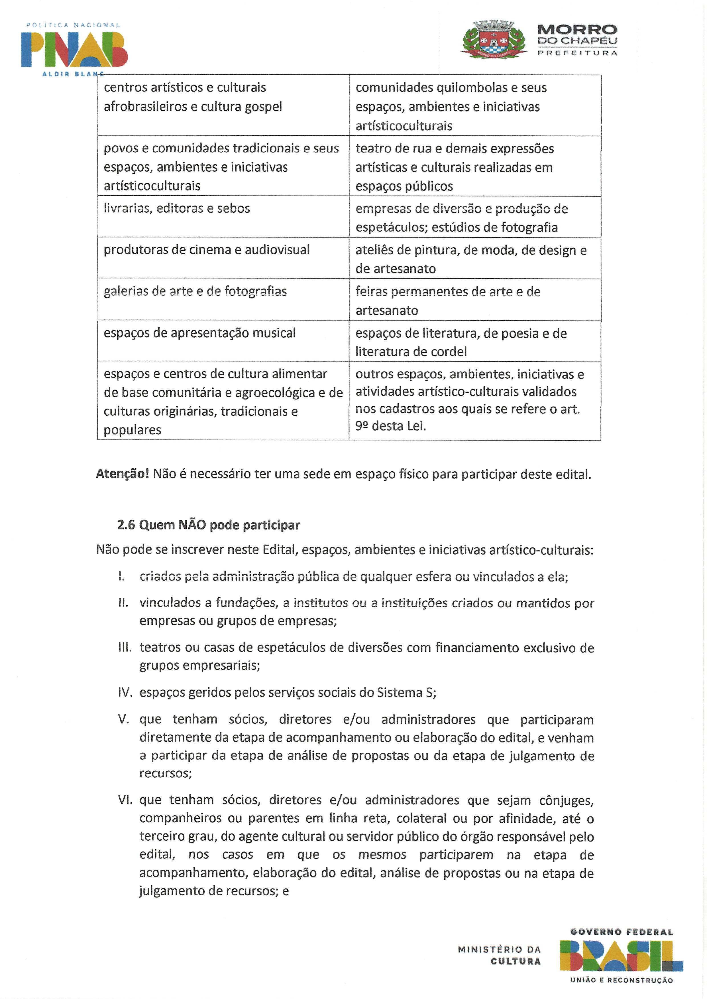 POLÍTICA NACIONAL
PNAB
ALDIR BLANC
MORRO
DO CHAPÉU
PREFEITURA
MORRO DO CHAPÉU
centros artísticos e culturais
afrobrasileiros e cultura gospel
comunidades quilombolas e seus
espaços, ambientes e iniciativas
artísticoculturais
povos e comunidades tradicionais e seus
espaços, ambientes e iniciativas
artísticoculturais
teatro de rua e demais expressões
artísticas e culturais realizadas em
espaços públicos
livrarias, editoras e sebos
empresas de diversão e produção de
espetáculos; estúdios de fotografia
produtoras de cinema e audiovisual
ateliês de pintura, de moda, de design e
de artesanato
galerias de arte e de fotografias
feiras permanentes de arte e de
artesanato
espaços de apresentação musical
espaços de literatura, de poesia e de
literatura de cordel
espaços e centros de cultura alimentar
de base comunitária e agroecológica e de
culturas originárias, tradicionais e
populares
outros espaços, ambientes, iniciativas e
atividades artístico-culturais validados
nos cadastros aos quais se refere o art.
9º desta Lei.
Atenção! Não é necessário ter uma sede em espaço físico para participar deste edital.
2.6 Quem NÃO pode participar
Não pode se inscrever neste Edital, espaços, ambientes e iniciativas artístico-culturais:
I. criados pela administração pública de qualquer esfera ou vinculados a ela;
II. vinculados a fundações, a institutos ou a instituições criados ou mantidos por
empresas ou grupos de empresas;
III. teatros ou casas de espetáculos de diversões com financiamento exclusivo de
grupos empresariais;
IV. espaços geridos pelos serviços sociais do Sistema S;
V. que tenham sócios, diretores e/ou administradores que participaram
diretamente da etapa de acompanhamento ou elaboração do edital, e venham
a participar da etapa de análise de propostas ou da etapa de julgamento de
recursos;
VI. que tenham sócios, diretores e/ou administradores que sejam cônjuges,
companheiros ou parentes em linha reta, colateral ou por afinidade, até o
terceiro grau, do agente cultural ou servidor público do órgão responsável pelo
edital, nos casos em que os mesmos participarem na etapa de
acompanhamento, elaboração do edital, análise de propostas ou na etapa de
julgamento de recursos; e
MINISTÉRIO DA
CULTURA
GOVERNO FEDERAL
BRASIL
UNIÃO E RECONSTRUÇÃO